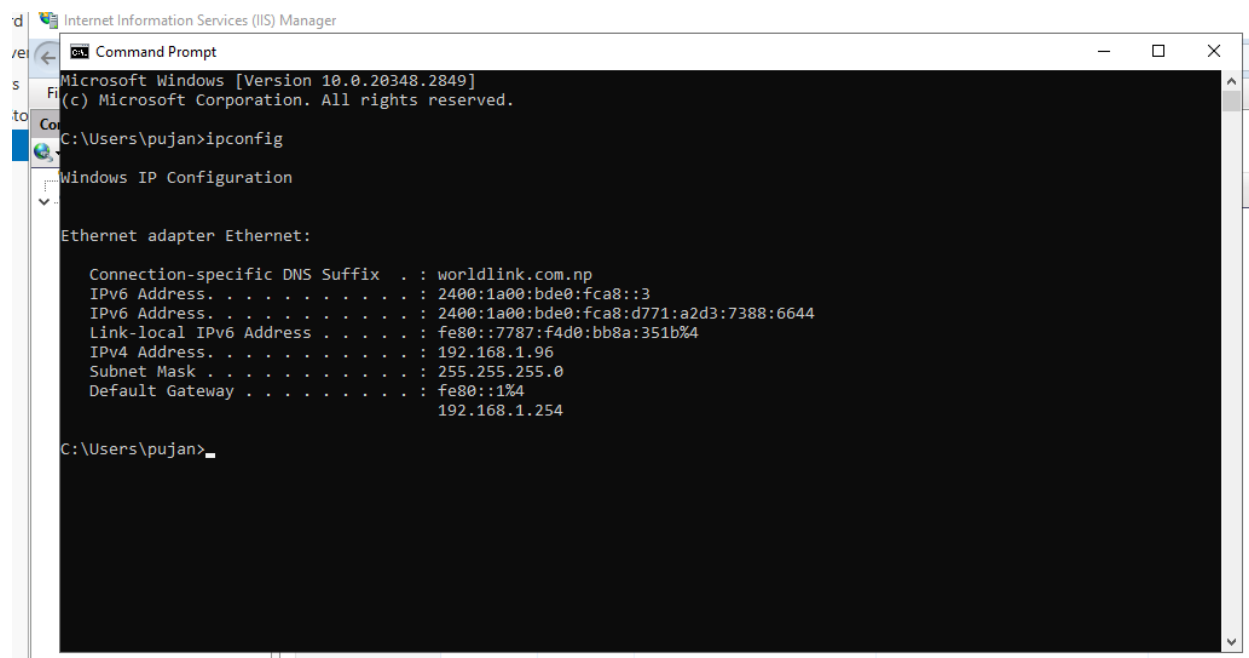 Internet Information Services (IIS) Manager
Command Prompt
Microsoft Windows [Version 10.0.20348.2849]
(c) Microsoft Corporation. All rights reserved.
C:\Users\pujan>ipconfig
Windows IP Configuration
Ethernet adapter Ethernet:
Connection-specific DNS Suffix . : worldlink.com.np
IPv6 Address. . . . . . . . . . . : 2400:1a00:bde0:fca8::3
IPv6 Address. . . . . . . . . . . : 2400:1a00:bde0:fca8:d771:a2d3:7388:6644
Link-local IPv6 Address . . . . . : fe80::7787:f4d0:bb8a:351b%4
IPv4 Address. . . . . . . . . . . : 192.168.1.96
Subnet Mask . . . . . . . . . . . : 255.255.255.0
Default Gateway . . . . . . . . . : fe80::1%4
192.168.1.254
C:\Users\pujan>